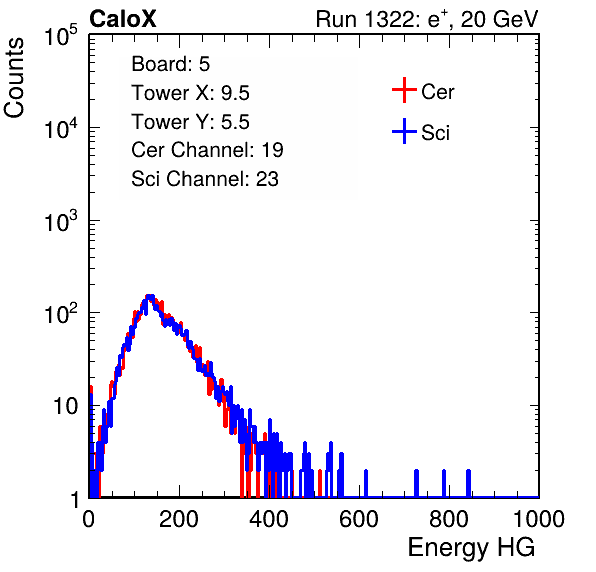 CaloX
Run 1322: e⁺, 20 GeV
Counts
10⁵
10⁴
10³
10²
10
1
Board: 5
Tower X: 9.5
Tower Y: 5.5
Cer Channel: 19
Sci Channel: 23
Cer
Sci
0 200 400 600 800 1000
Energy HG